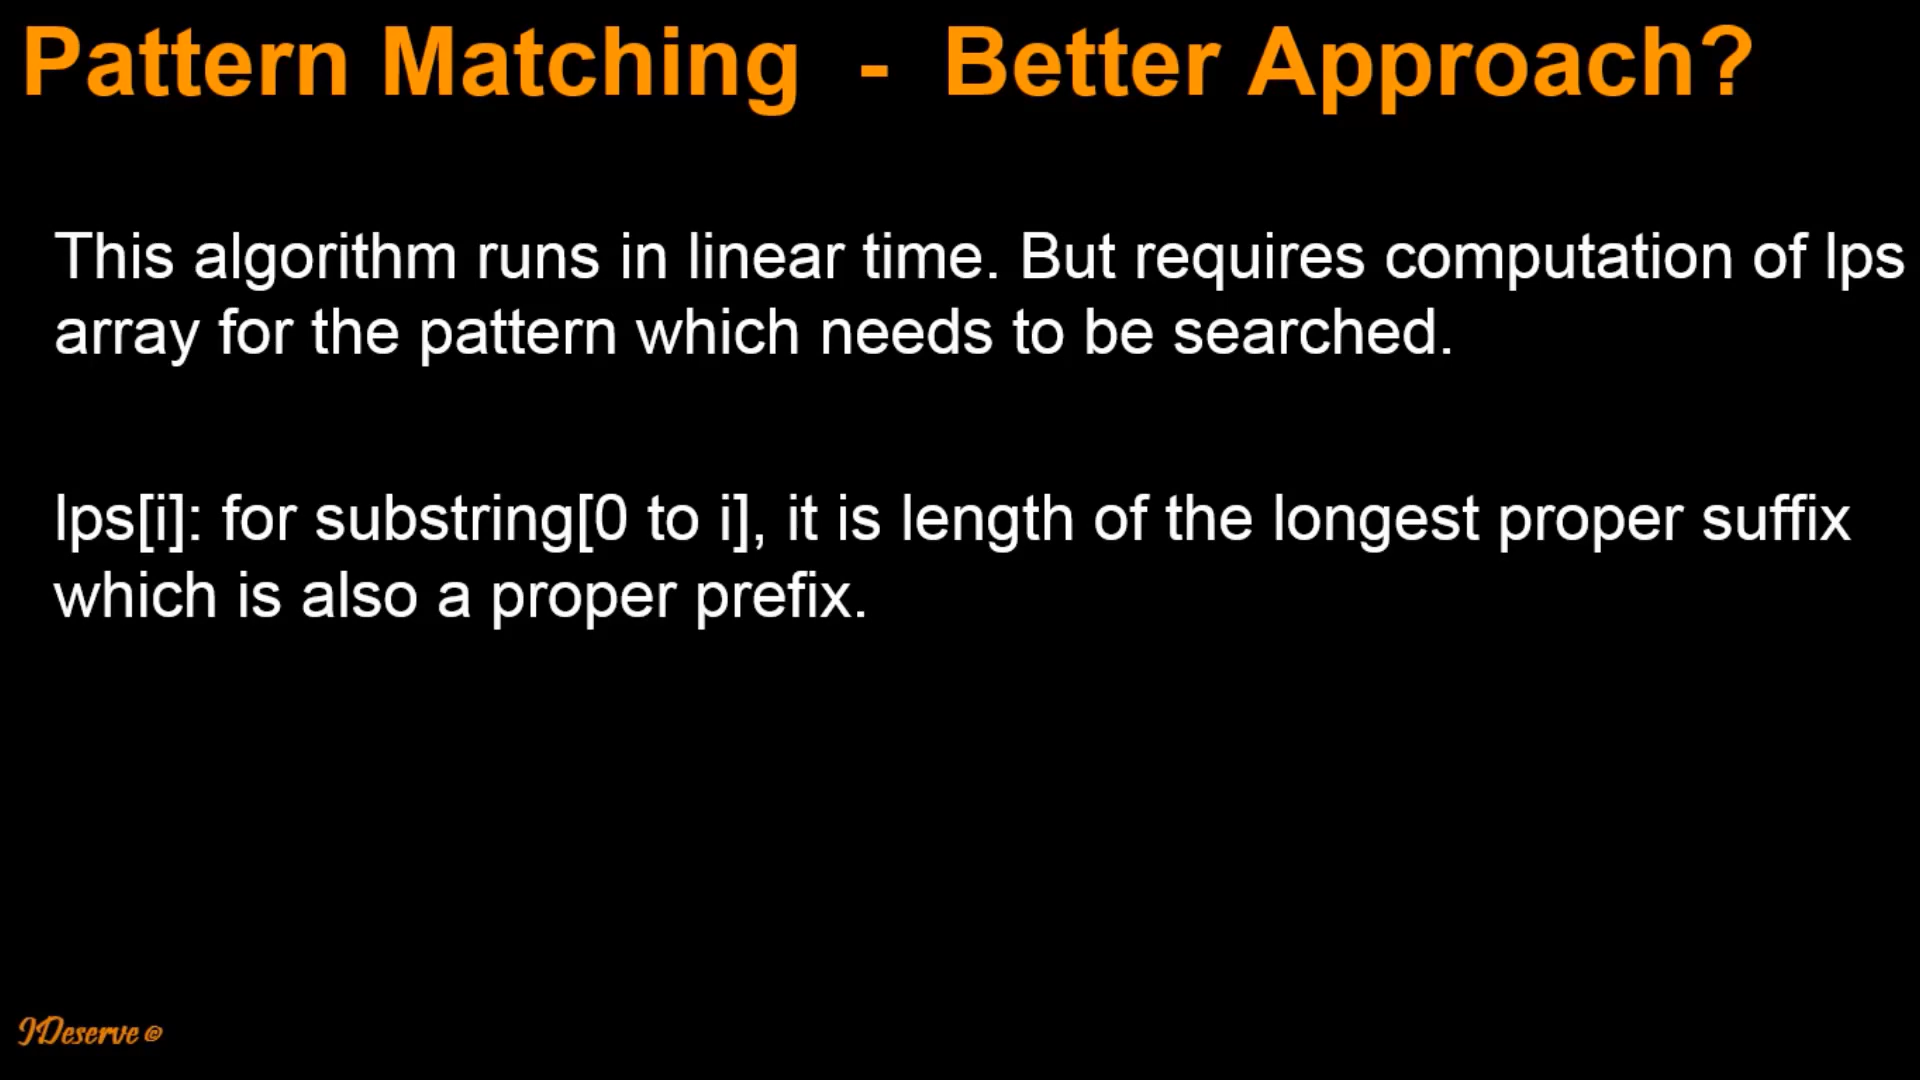 Pattern Matching - Better Approach?
This algorithm runs in linear time. But requires computation of lps
array for the pattern which needs to be searched.
lps[i]: for substring[0 to i], it is length of the longest proper suffix
which is also a proper prefix.
IDeserve ©